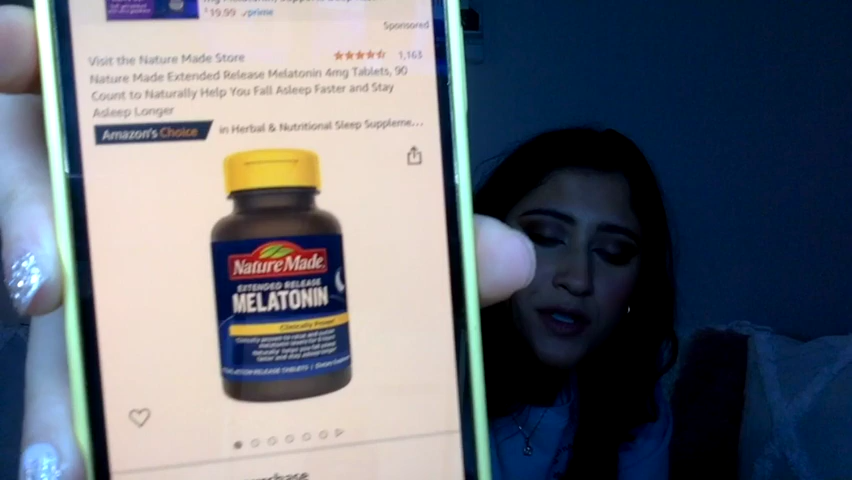 $19.99 prime
Sponsored
Visit the Nature Made Store 1,163
Nature Made Extended Release Melatonin 4mg Tablets, 90
Count to Naturally Help You Fall Asleep Faster and Stay
Asleep Longer
Amazon's Choice in Herbal & Nutritional Sleep Suppleme...
Nature Made
EXTENDED RELEASE
MELATONIN
Clinically Proven